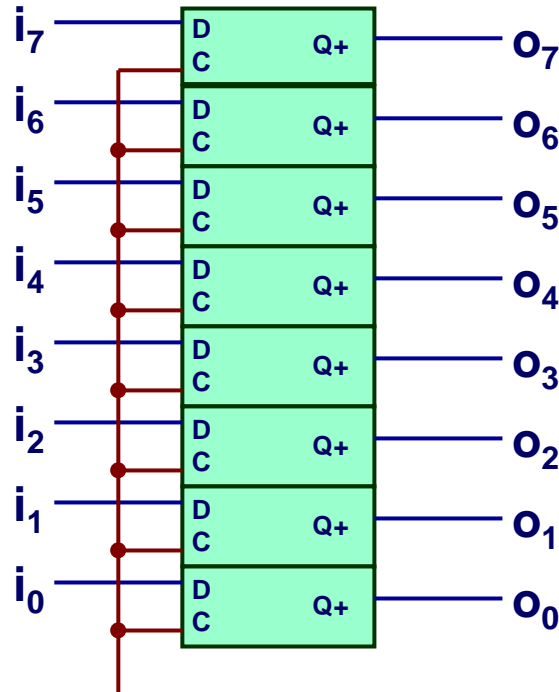 i7 D Q+ o7
C
i6 D Q+ o6
C
i5 D Q+ o5
C
i4 D Q+ o4
C
i3 D Q+ o3
C
i2 D Q+ o2
C
i1 D Q+ o1
C
i0 D Q+ o0
C